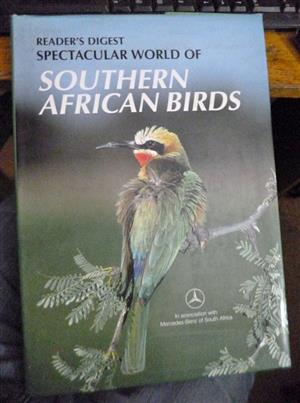 READER'S DIGEST
SPECTACULAR WORLD OF
SOUTHERN
AFRICAN BIRDS
In association with
Mercedes-Benz of South Africa